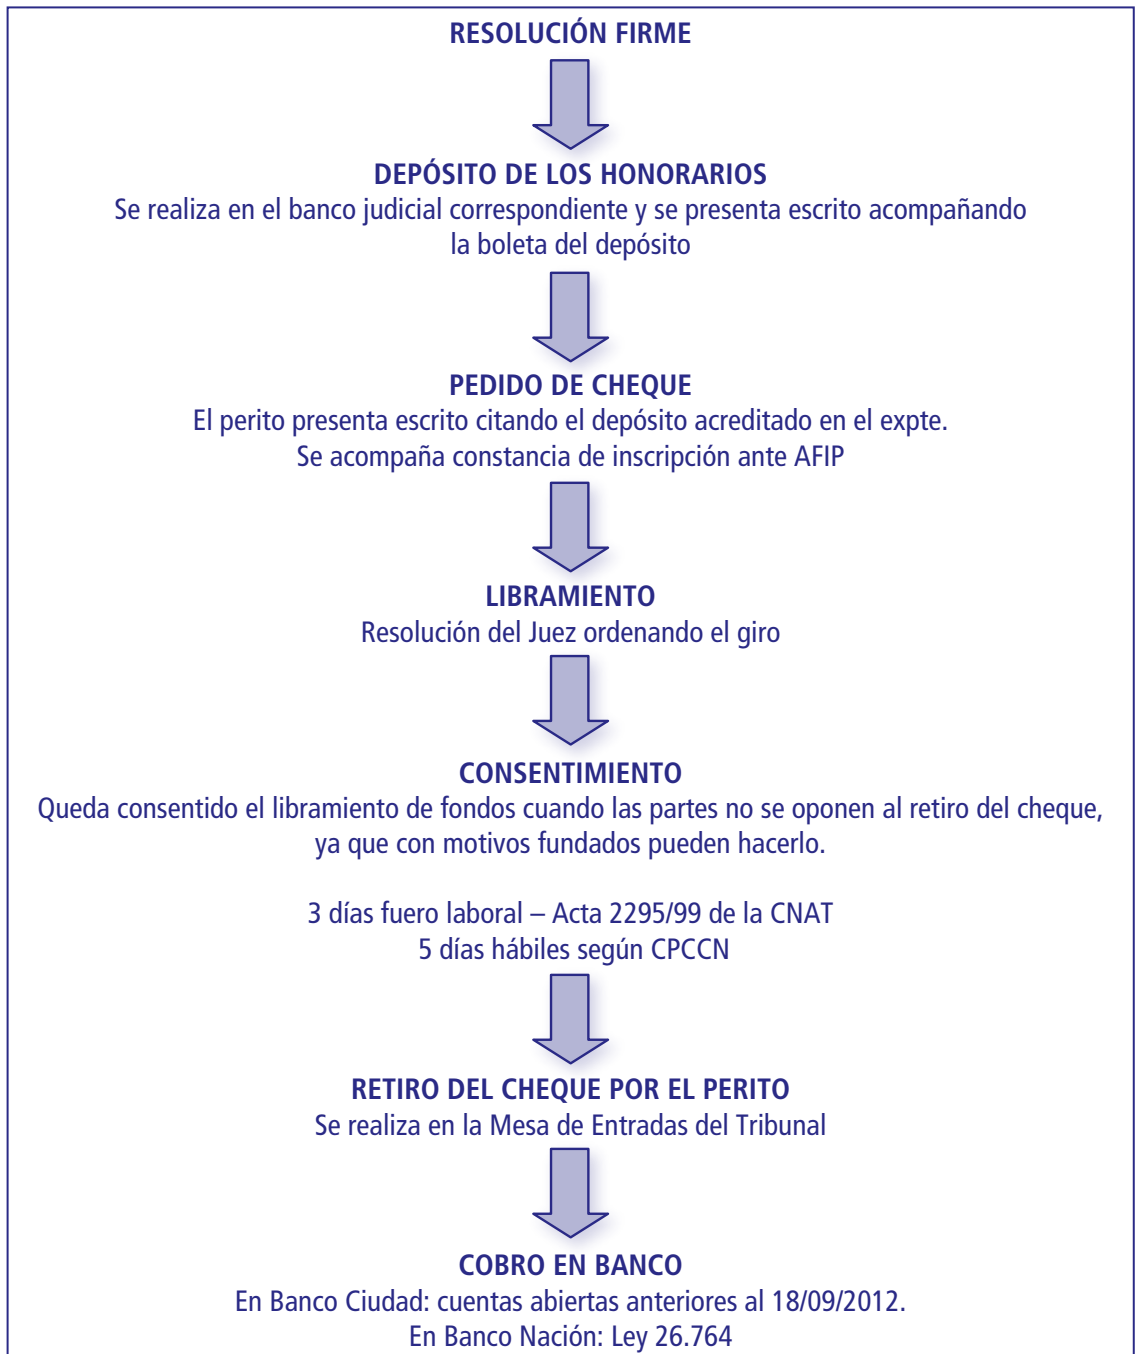 RESOLUCIÓN FIRME
DEPÓSITO DE LOS HONORARIOS
Se realiza en el banco judicial correspondiente y se presenta escrito acompañando
la boleta del depósito
PEDIDO DE CHEQUE
El perito presenta escrito citando el depósito acreditado en el expte.
Se acompaña constancia de inscripción ante AFIP
LIBRAMIENTO
Resolución del Juez ordenando el giro
CONSENTIMIENTO
Queda consentido el libramiento de fondos cuando las partes no se oponen al retiro del cheque,
ya que con motivos fundados pueden hacerlo.
3 días fuero laboral – Acta 2295/99 de la CNAT
5 días hábiles según CPCCN
RETIRO DEL CHEQUE POR EL PERITO
Se realiza en la Mesa de Entradas del Tribunal
COBRO EN BANCO
En Banco Ciudad: cuentas abiertas anteriores al 18/09/2012.
En Banco Nación: Ley 26.764